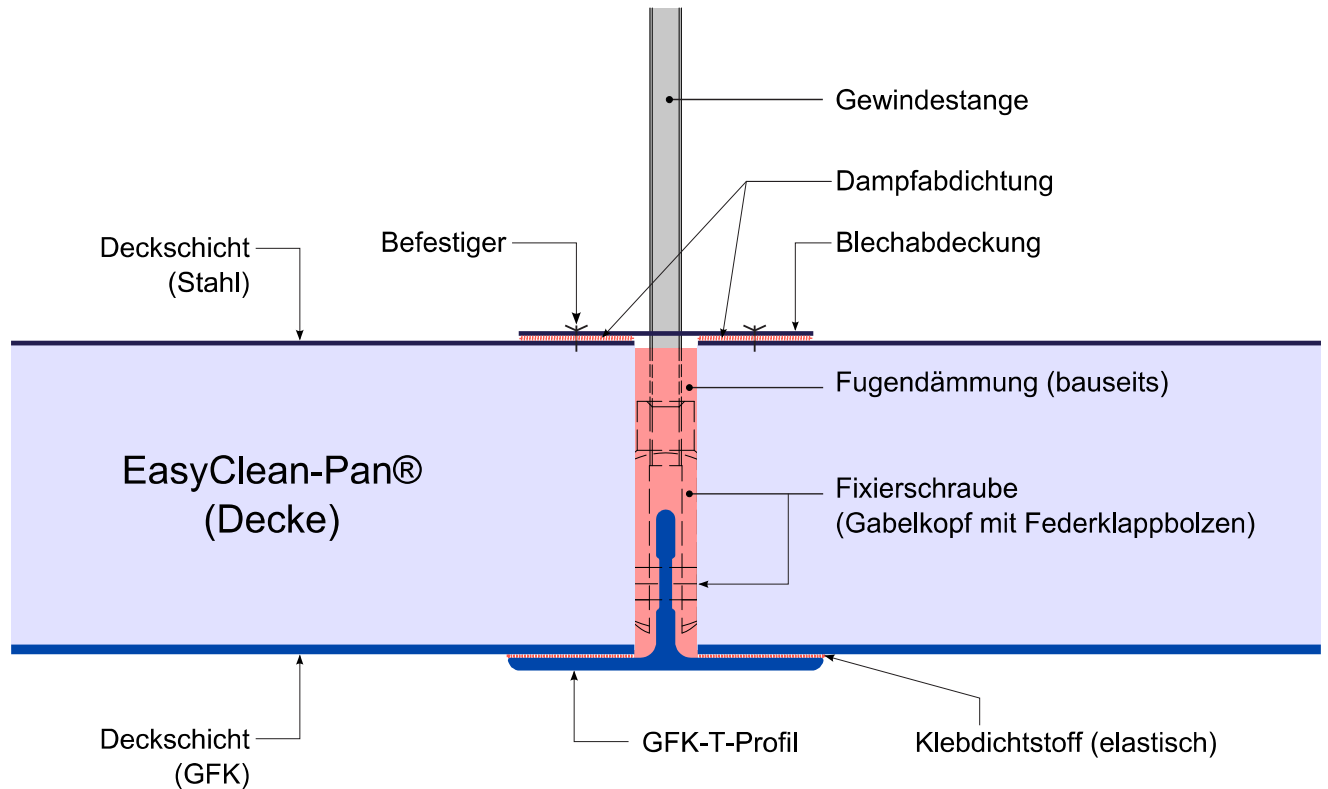 Gewindestange
Dampfabdichtung
Deckschicht
(Stahl)
Befestiger
Blechabdeckung
Fugendämmung (bauseits)
EasyClean-Pan®
(Decke)
Fixierschraube
(Gabelkopf mit Federklappbolzen)
Deckschicht
(GFK)
GFK-T-Profil
Klebdichtstoff (elastisch)